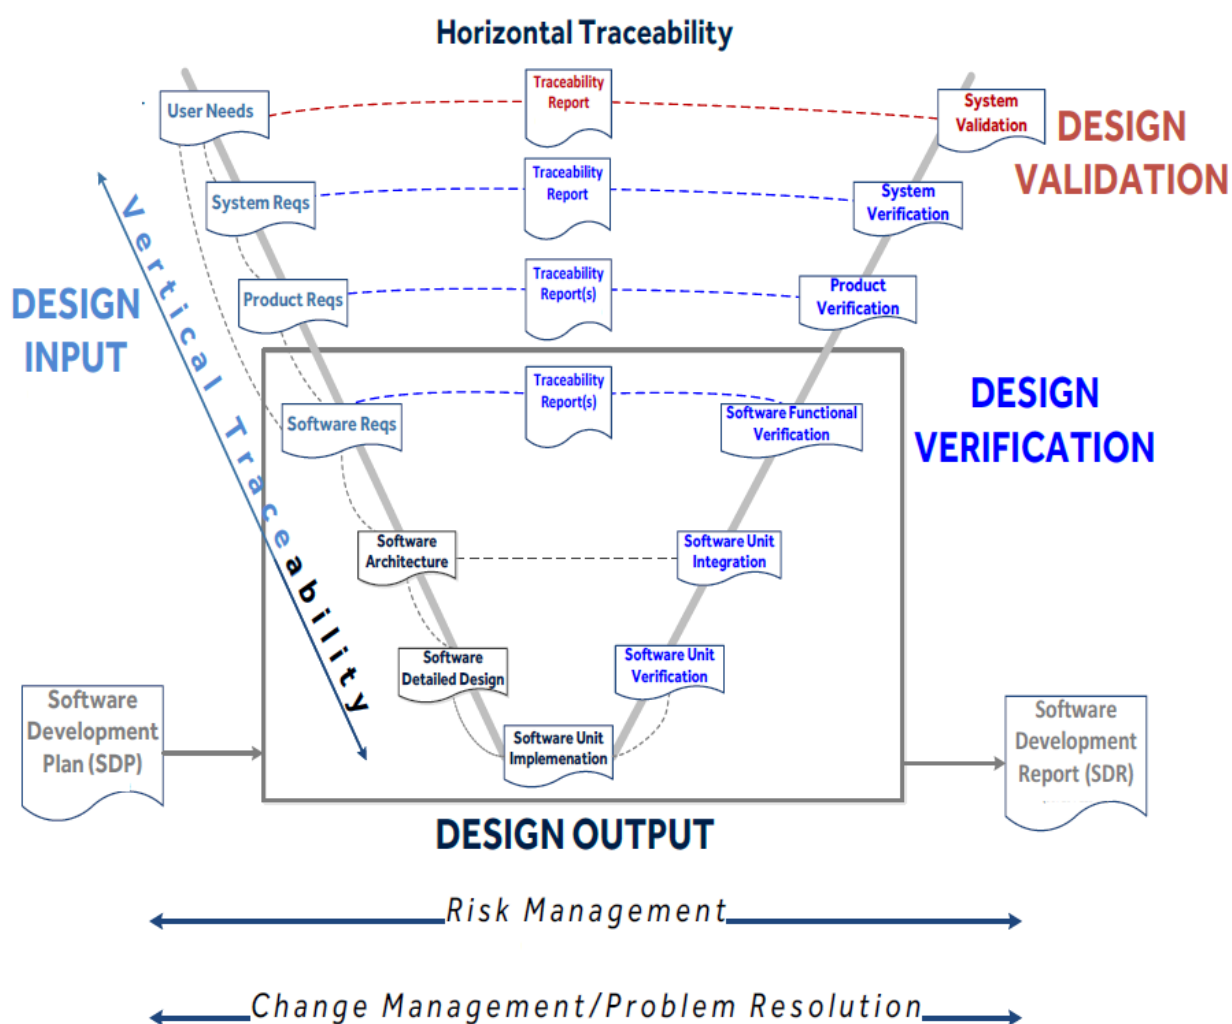 Horizontal Traceability
User Needs
Traceability
Report
System
Validation
DESIGN
VALIDATION
System Reqs
Traceability
Report
System
Verification
Product Reqs
Traceability
Report(s)
Product
Verification
DESIGN
INPUT
Vertical Traceability
Software Reqs
Traceability
Report(s)
Software Functional
Verification
DESIGN
VERIFICATION
Software
Architecture
Software Unit
Integration
Software
Detailed Design
Software Unit
Verification
Software Unit
Implemenation
Software
Development
Plan (SDP)
Software
Development
Report (SDR)
DESIGN OUTPUT
Risk Management
Change Management/Problem Resolution